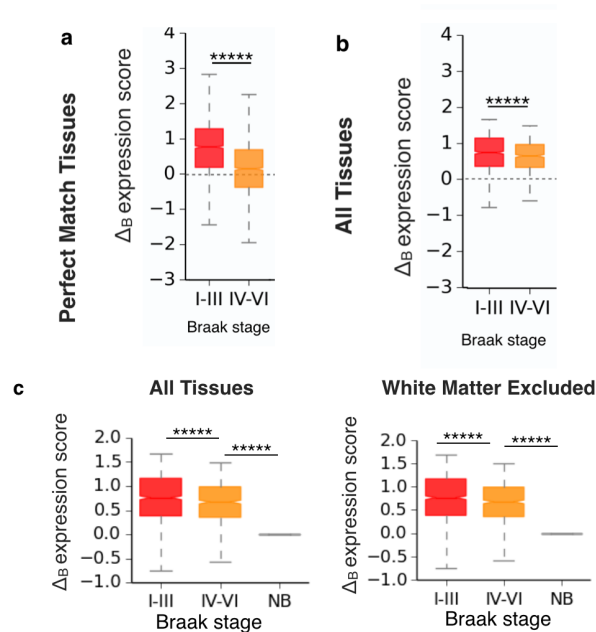 a
Perfect Match Tissues
Δ_B expression score
4
3
2
1
0
−1
−2
−3
*****
I-III IV-VI
Braak stage
b
All Tissues
Δ_B expression score
4
3
2
1
0
−1
−2
−3
*****
I-III IV-VI
Braak stage
c
All Tissues
Δ_B expression score
2.0
1.5
1.0
0.5
0.0
−0.5
−1.0
*****
*****
I-III IV-VI NB
Braak stage
White Matter Excluded
Δ_B expression score
2.0
1.5
1.0
0.5
0.0
−0.5
−1.0
*****
*****
I-III IV-VI NB
Braak stage